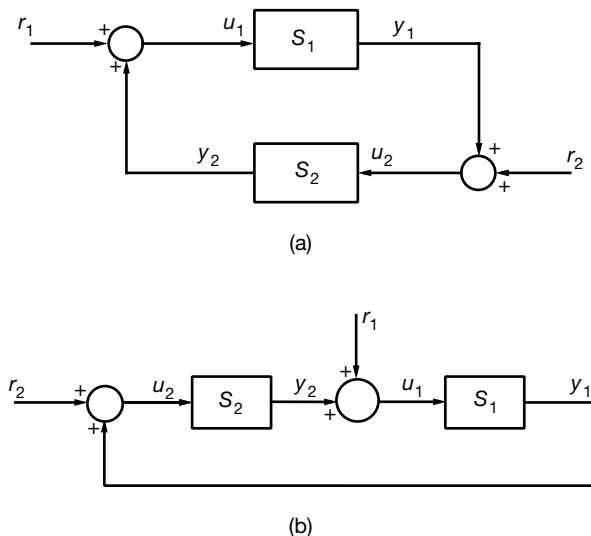 r1 + + u1 S1 y1
y2 S2 u2 + + r2
(a)
r1
r2 + + u2 S2 y2 + + u1 S1 y1
(b)